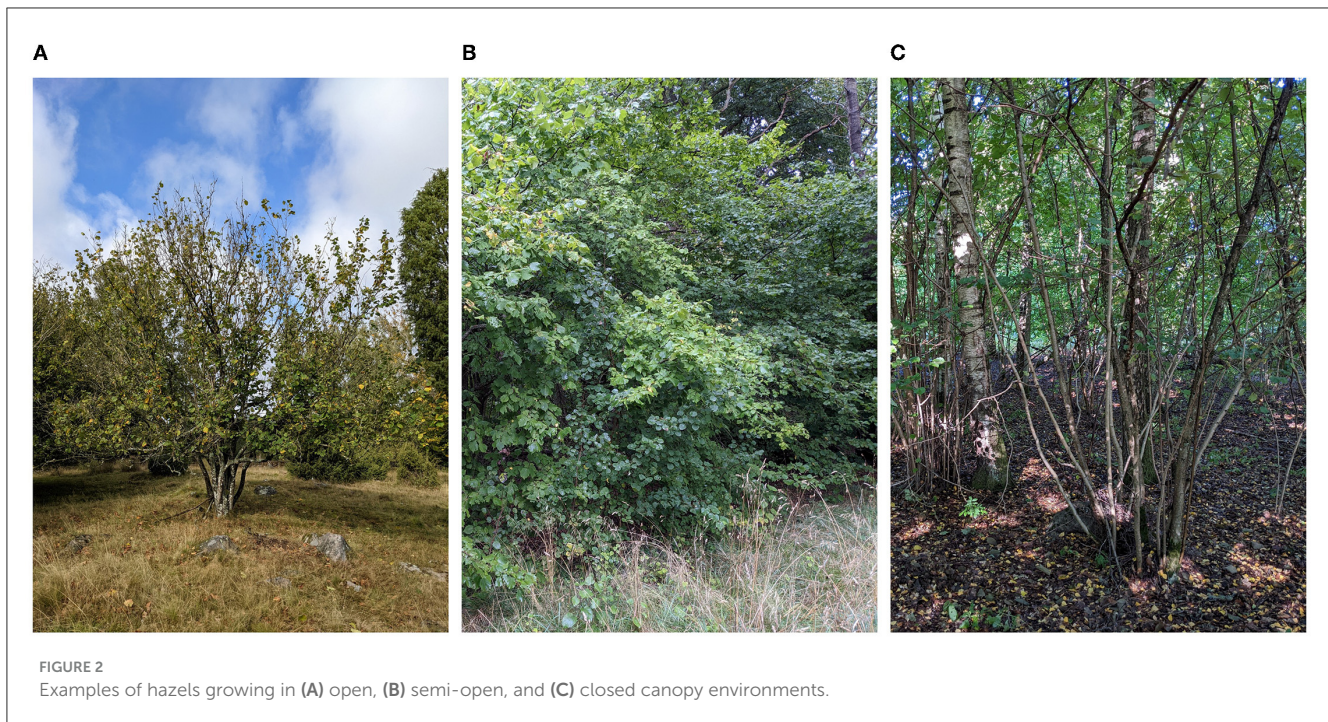 A
B
C
FIGURE 2
Examples of hazels growing in (A) open, (B) semi-open, and (C) closed canopy environments.